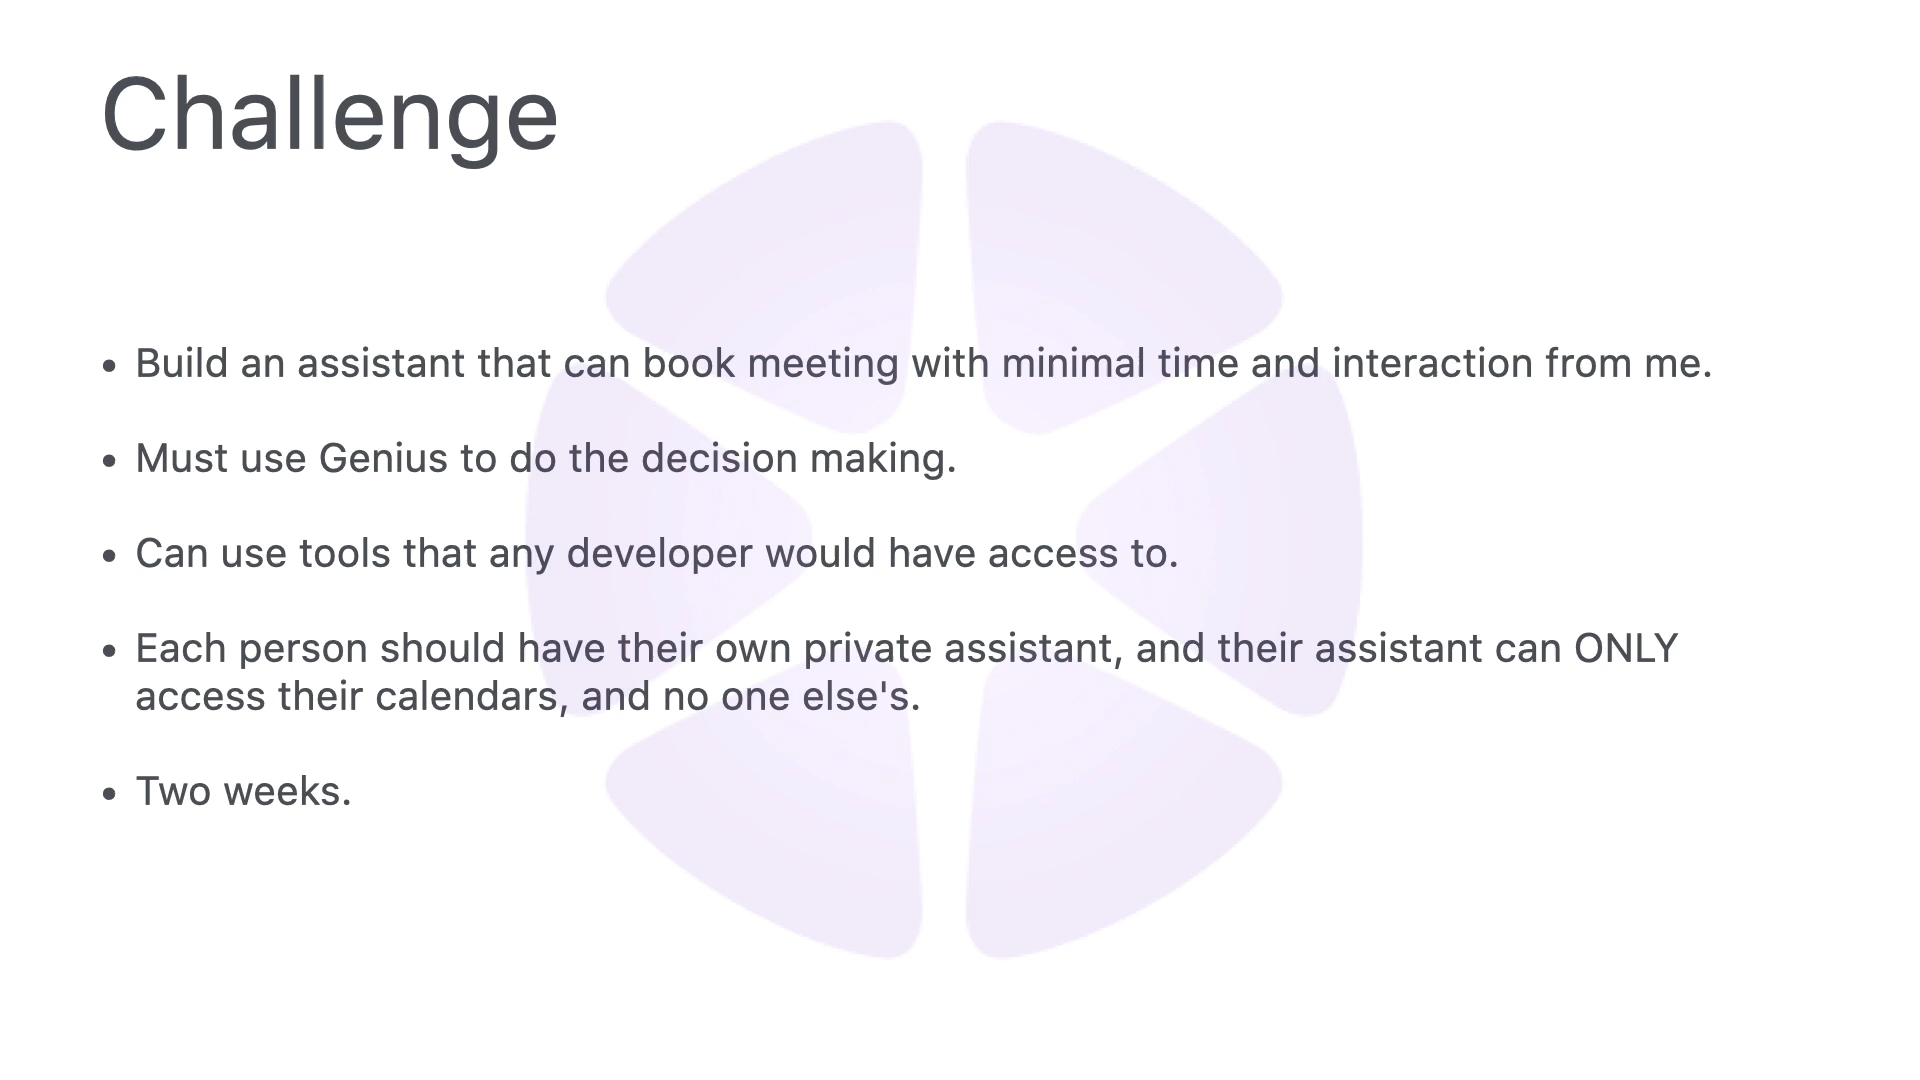 Challenge
• Build an assistant that can book meeting with minimal time and interaction from me.
• Must use Genius to do the decision making.
• Can use tools that any developer would have access to.
• Each person should have their own private assistant, and their assistant can ONLY
access their calendars, and no one else's.
• Two weeks.